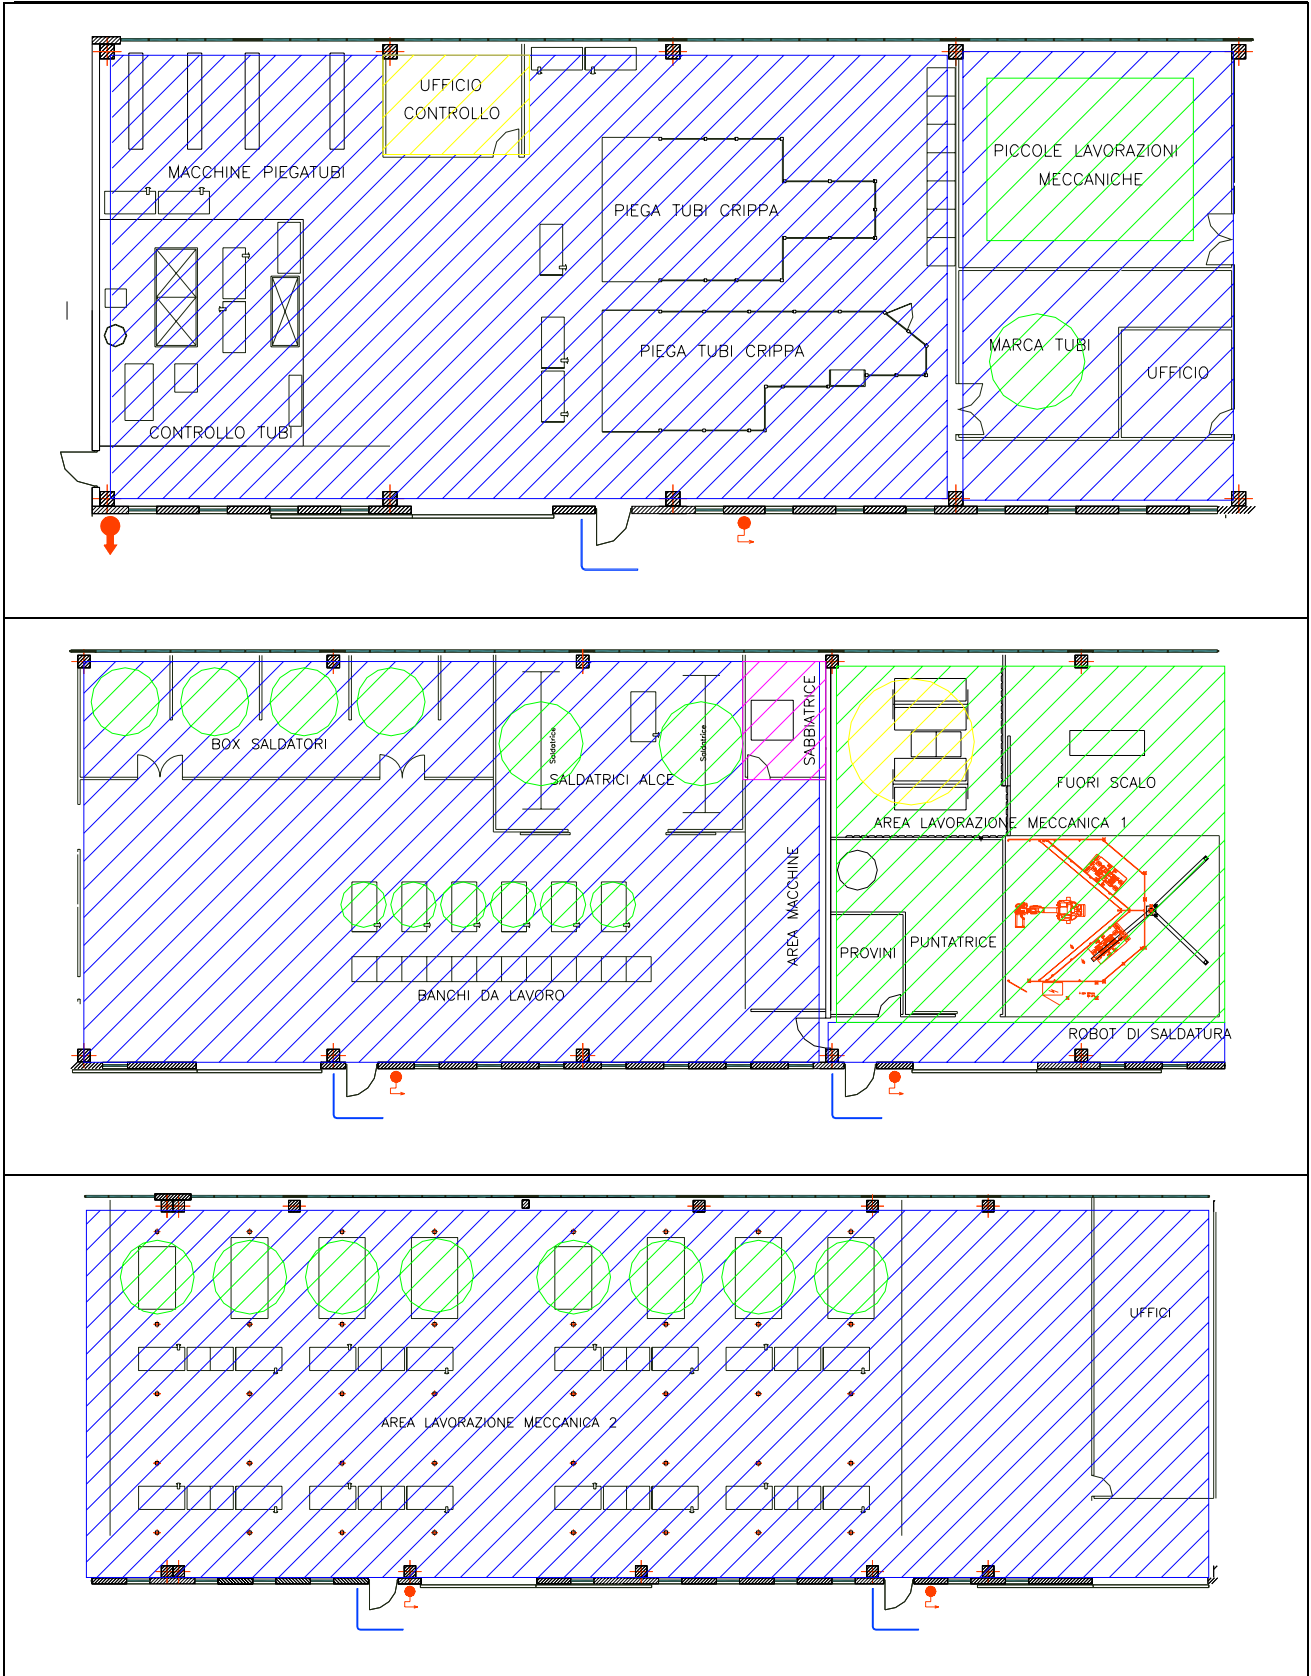 UFFICIO
CONTROLLO
MACCHINE PIEGATUBI
PICCOLE LAVORAZIONI
MECCANICHE
PIEGA TUBI CRIPPA
PIEGA TUBI CRIPPA
MARCA TUBI
UFFICIO
CONTROLLO TUBI
BOX SALDATORI
Saldatrice
Saldatrice
SALDATRICI ALCE
SABBIATRICE
FUORI SCALO
AREA LAVORAZIONE MECCANICA 1
AREA MACCHINE
PROVINI
PUNTATRICE
BANCHI DA LAVORO
ROBOT DI SALDATURA
UFFICI
AREA LAVORAZIONE MECCANICA 2